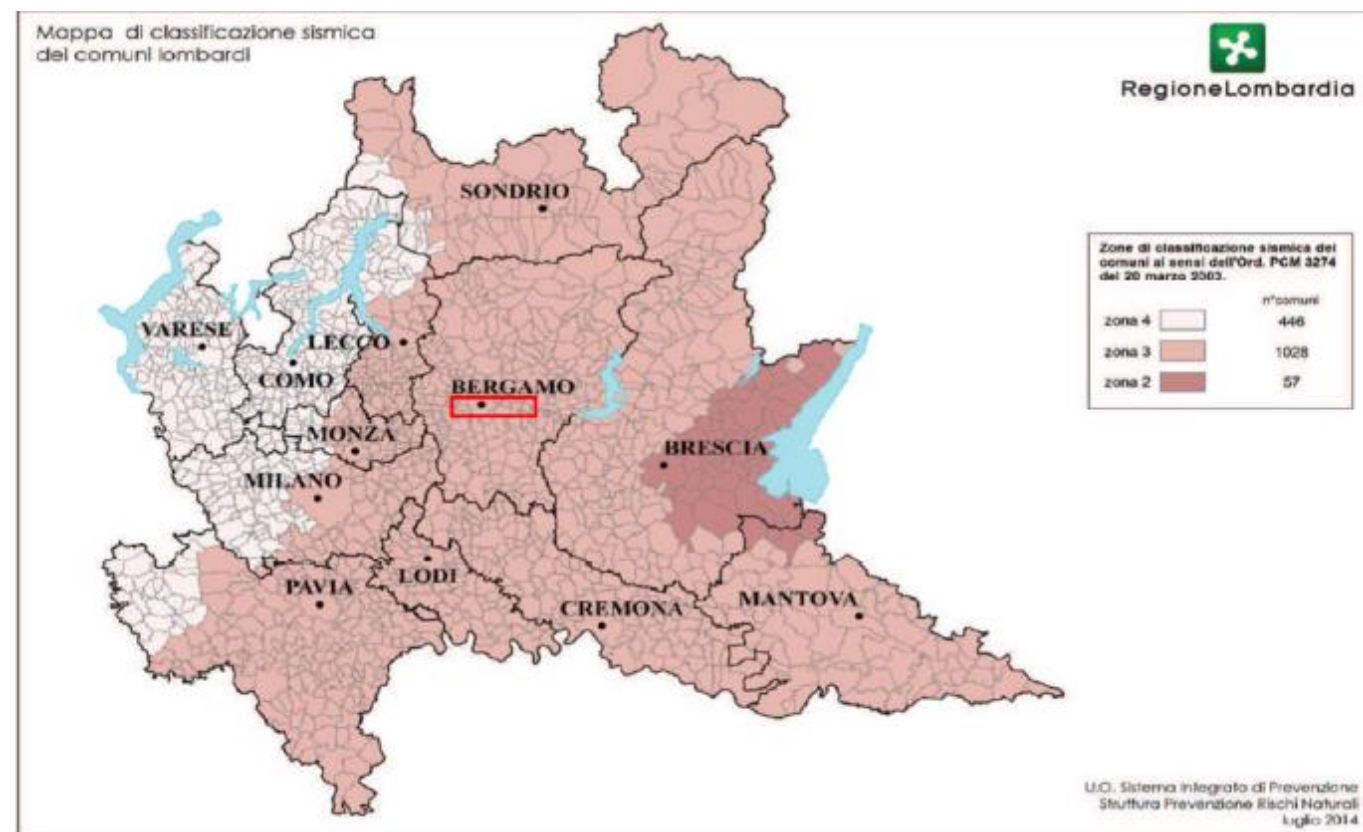 Mappa di classificazione sismica
dei comuni lombardi
RegioneLombardia
SONDRIO
VARESE
LECCO
COMO
BERGAMO
MONZA
BRESCIA
MILANO
PAVIA
LODI
CREMONA
MANTOVA
Zone di classificazione sismica dei
comuni ai sensi dell'Ord. PCM 3274
del 20 marzo 2003.
n°comuni
zona 4 446
zona 3 1028
zona 2 57
U.O. Sistema Integrato di Prevenzione
Struttura Prevenzione Rischi Naturali
luglio 2014